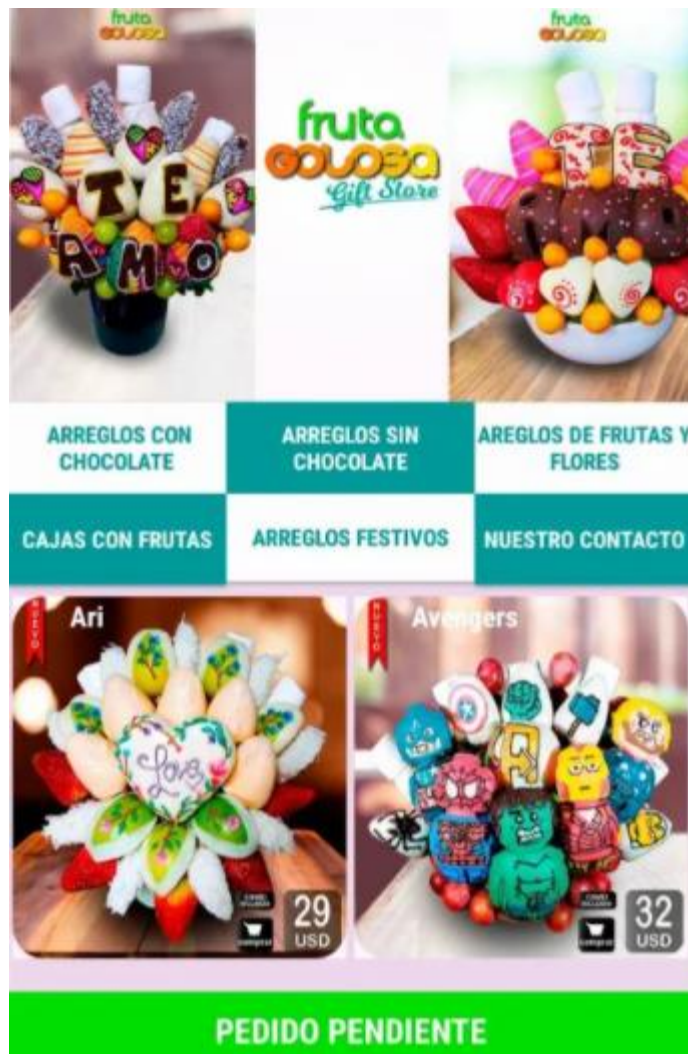 fruta
GOLOSA
fruta
GOLOSA
fruta
GOLOSA
Gift Store
TE
AMO
TE
AMO
ARREGLOS CON
CHOCOLATE
ARREGLOS SIN
CHOCOLATE
AREGLOS DE FRUTAS Y
FLORES
CAJAS CON FRUTAS
ARREGLOS FESTIVOS
NUESTRO CONTACTO
NUEVO
Ari
Love
comprar
29
USD
NUEVO
Avengers
A
comprar
32
USD
PEDIDO PENDIENTE